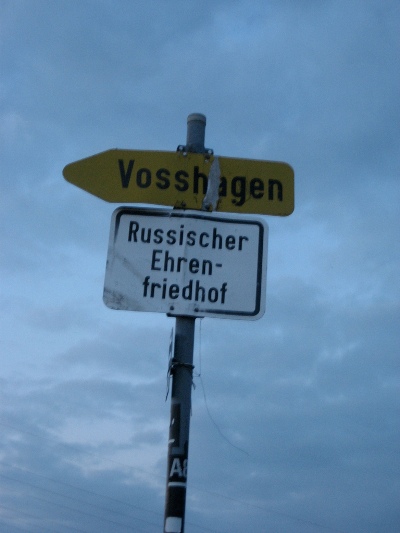 Vosshagen
Russischer
Ehren-
friedhof